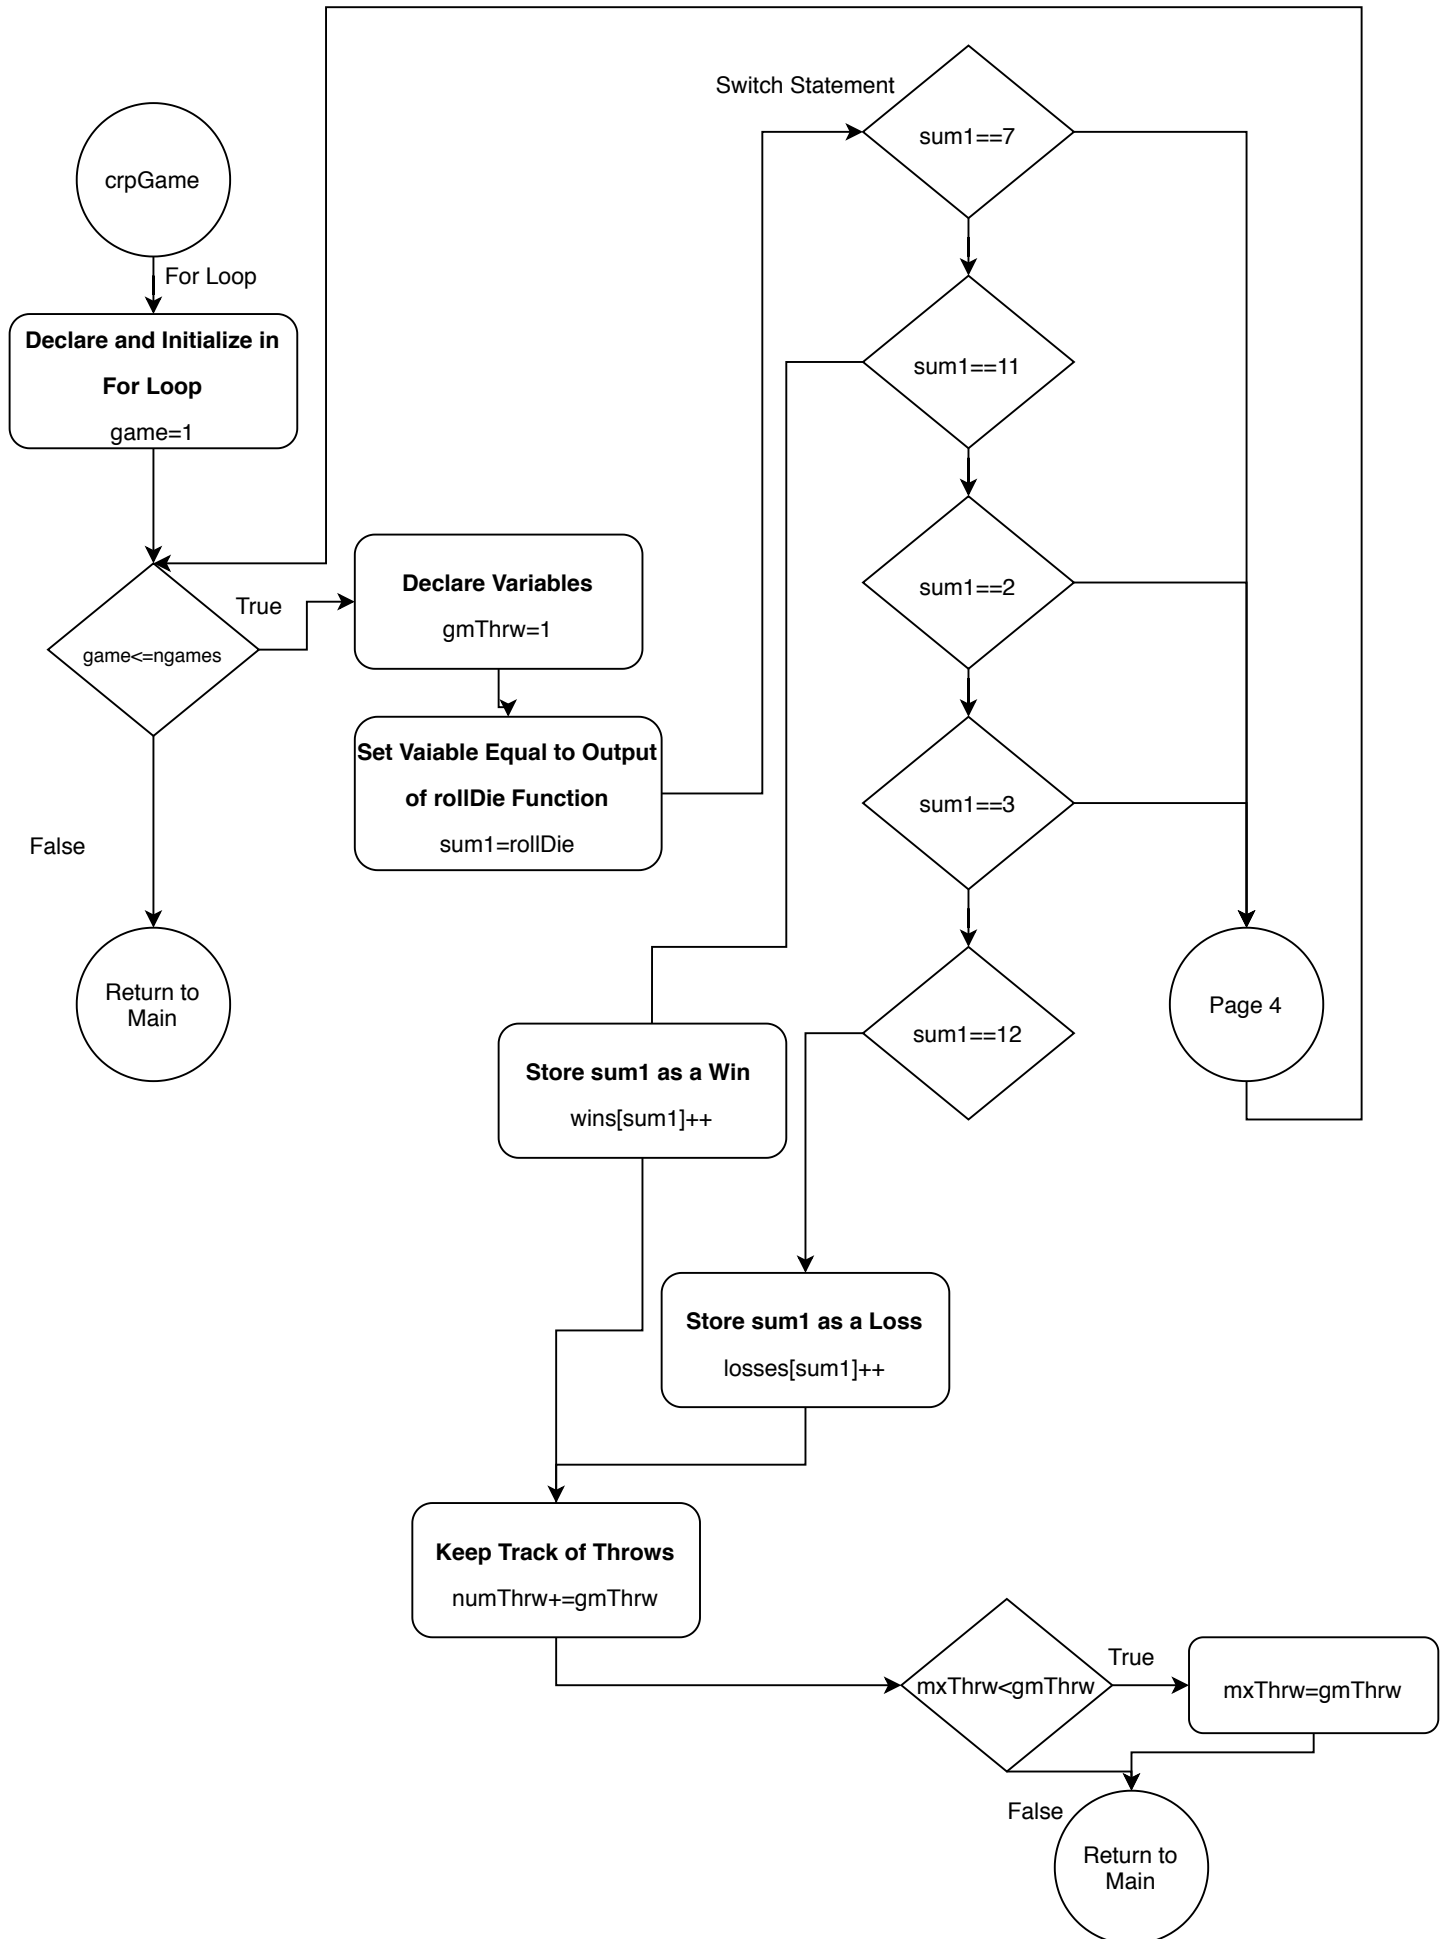 crpGame
For Loop
Declare and Initialize in
For Loop
game=1
game<=ngames
True
False
Return to
Main
Declare Variables
gmThrw=1
Set Vaiable Equal to Output
of rollDie Function
sum1=rollDie
Switch Statement
sum1==7
sum1==11
sum1==2
sum1==3
sum1==12
Page 4
Store sum1 as a Win
wins[sum1]++
Store sum1 as a Loss
losses[sum1]++
Keep Track of Throws
numThrw+=gmThrw
mxThrw<gmThrw
True
mxThrw=gmThrw
False
Return to
Main